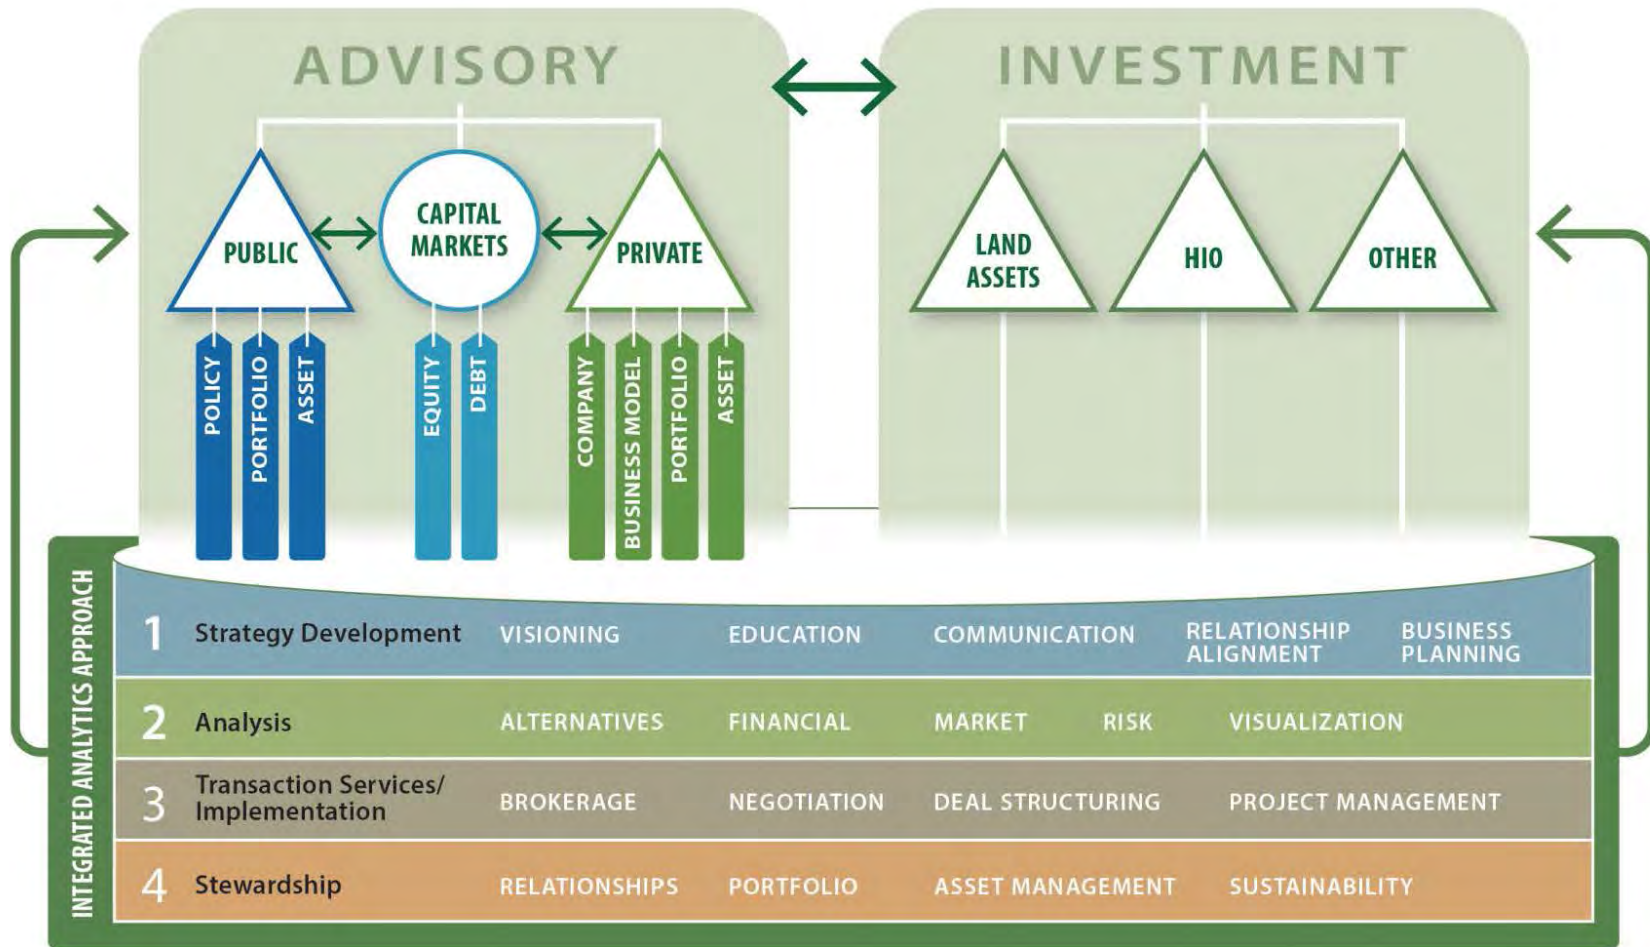 ADVISORY
INVESTMENT
PUBLIC
CAPITAL
MARKETS
PRIVATE
LAND
ASSETS
HIO
OTHER
POLICY
PORTFOLIO
ASSET
EQUITY
DEBT
COMPANY
BUSINESS MODEL
PORTFOLIO
ASSET
INTEGRATED ANALYTICS APPROACH
1 Strategy Development VISIONING EDUCATION COMMUNICATION RELATIONSHIP
ALIGNMENT
BUSINESS
PLANNING
2 Analysis ALTERNATIVES FINANCIAL MARKET RISK VISUALIZATION
3 Transaction Services/
Implementation
BROKERAGE NEGOTIATION DEAL STRUCTURING PROJECT MANAGEMENT
4 Stewardship RELATIONSHIPS PORTFOLIO ASSET MANAGEMENT SUSTAINABILITY